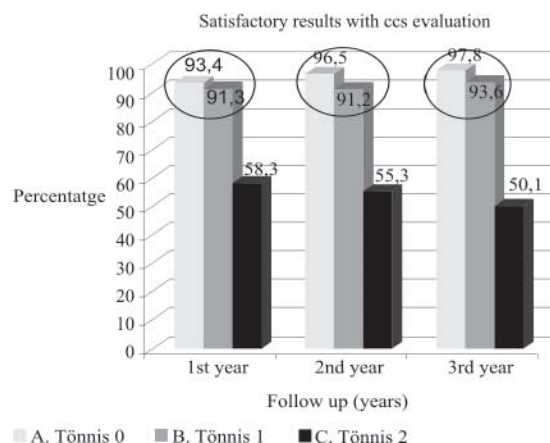 Satisfactory results with ccs evaluation
Percentatge
100
90
80
70
60
50
40
30
20
10
0
93,4
91,3
58,3
96,5
91,2
55,3
97,8
93,6
50,1
1st year
2nd year
3rd year
Follow up (years)
A. Tönnis 0
B. Tönnis 1
C. Tönnis 2